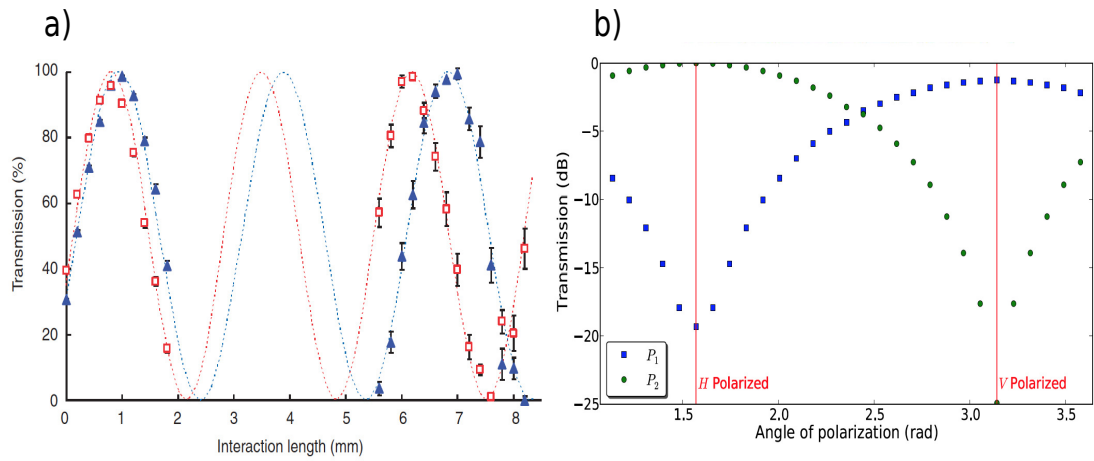 a)
100
80
60
40
20
0
Transmission (%)
0 1 2 3 4 5 6 7 8
Interaction length (mm)
b)
0
−5
−10
−15
−20
−25
Transmission (dB)
P1
P2
H Polarized
V Polarized
1.5 2.0 2.5 3.0 3.5
Angle of polarization (rad)